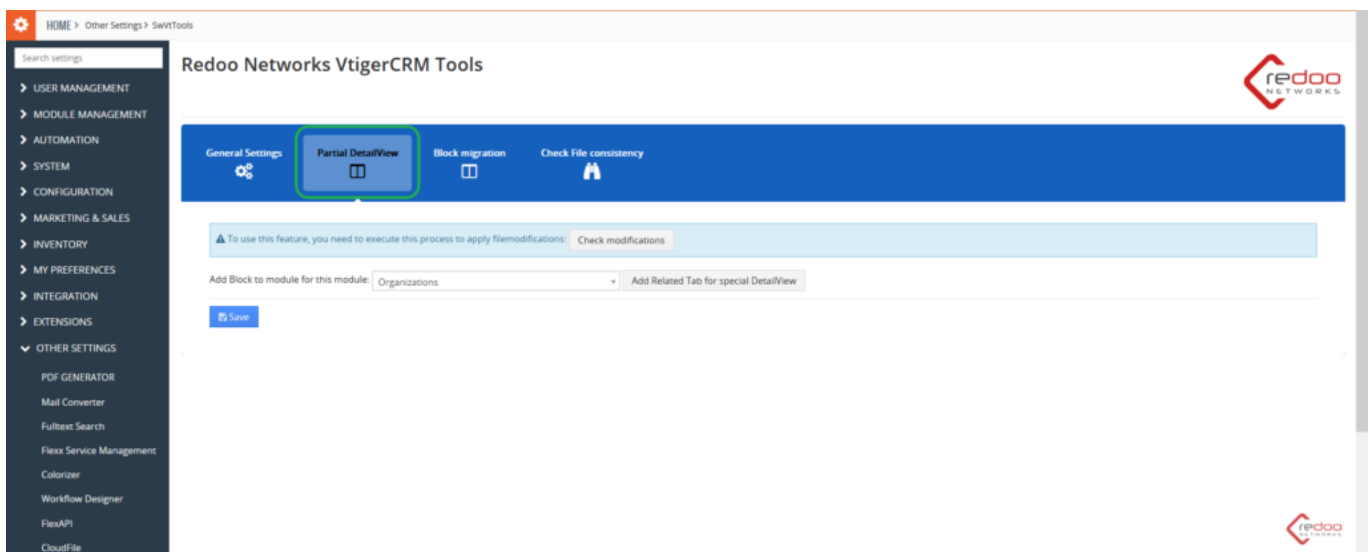 HOME > Other Settings > SwVtTools
Search settings
USER MANAGEMENT
MODULE MANAGEMENT
AUTOMATION
SYSTEM
CONFIGURATION
MARKETING & SALES
INVENTORY
MY PREFERENCES
INTEGRATION
EXTENSIONS
OTHER SETTINGS
PDF GENERATOR
Mail Converter
Fulltext Search
Flexx Service Management
Colorizer
Workflow Designer
FlexAPI
CloudFile
Redoo Networks VtigerCRM Tools
redoo
NETWORKS
General Settings
Partial DetailView
Block migration
Check File consistency
To use this feature, you need to execute this process to apply filemodifications: Check modifications
Add Block to module for this module: Organizations Add Related Tab for special DetailView
Save
redoo
NETWORKS